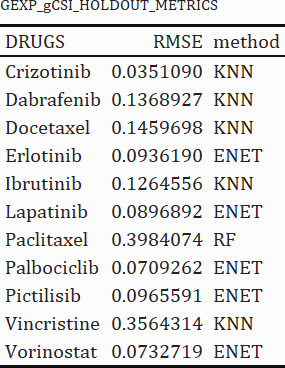 GEXP_gCSI_HOLDOUT_METRICS
DRUGS RMSE method
Crizotinib 0.0351090 KNN
Dabrafenib 0.1368927 KNN
Docetaxel 0.1459698 KNN
Erlotinib 0.0936190 ENET
Ibrutinib 0.1264556 KNN
Lapatinib 0.0896892 ENET
Paclitaxel 0.3984074 RF
Palbociclib 0.0709262 ENET
Pictilisib 0.0965591 ENET
Vincristine 0.3564314 KNN
Vorinostat 0.0732719 ENET